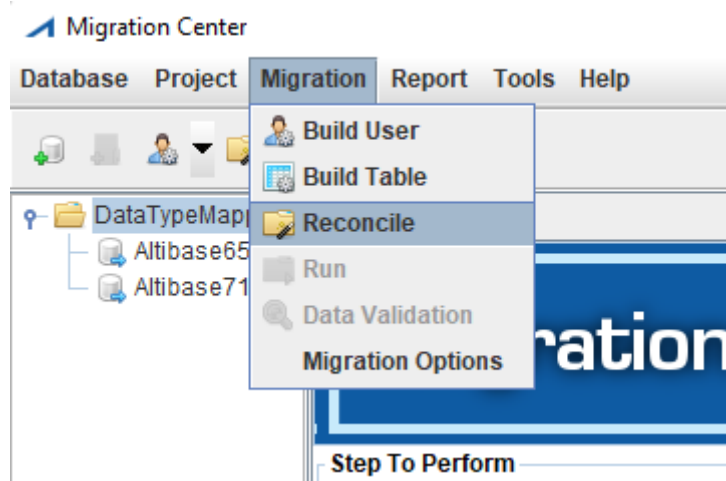 Migration Center
Database Project Migration Report Tools Help
Build User
Build Table
DataTypeMapp
Reconcile
Altibase65
Run
Altibase71
Data Validation
ration
Migration Options
Step To Perform